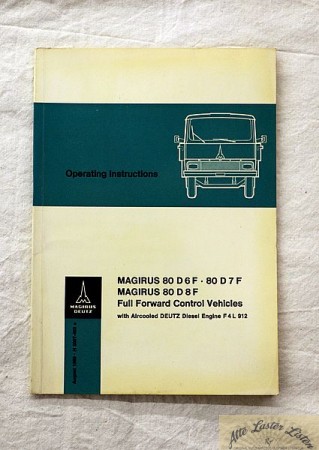 Operating Instructions
MAGIRUS 80 D 6 F · 80 D 7 F
MAGIRUS 80 D 8 F
Full Forward Control Vehicles
with Aircooled DEUTZ Diesel Engine F 4 L 912
MAGIRUS
DEUTZ
Alte Laster Listen